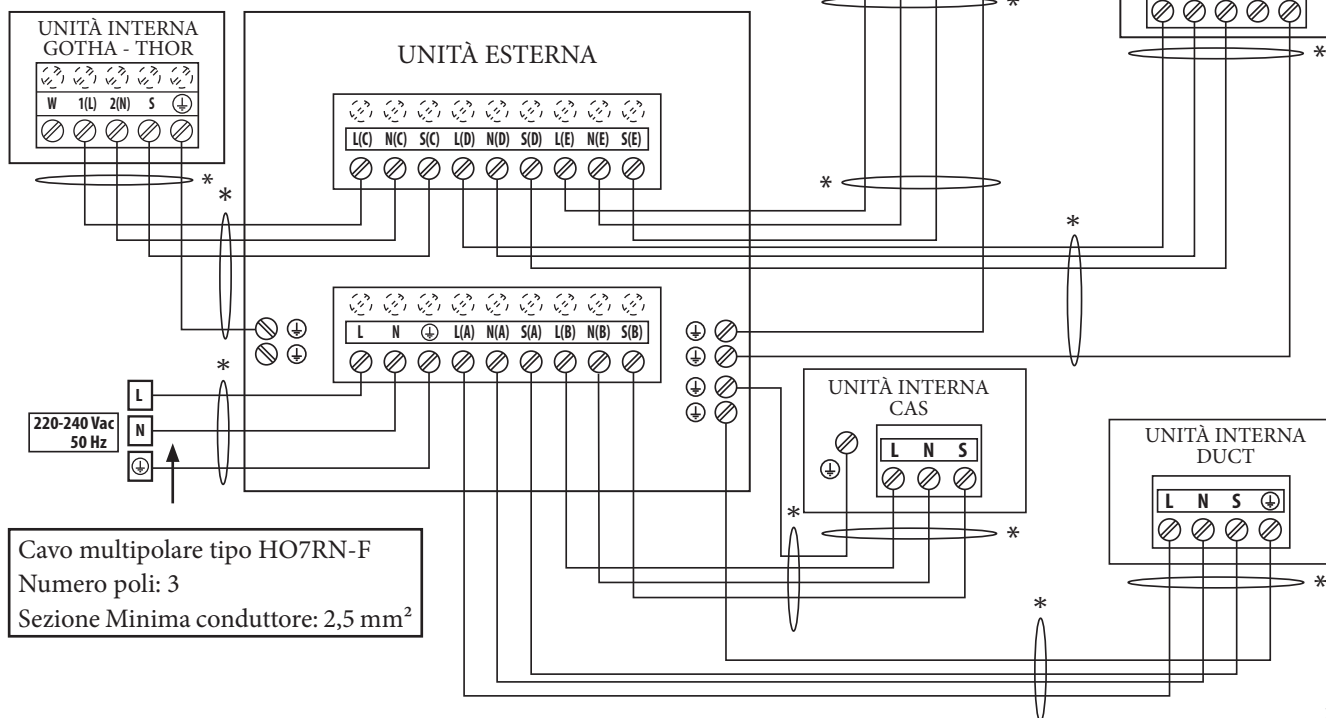 UNITÀ INTERNA
GOTHA - THOR
W 1(L) 2(N) S
*
*
UNITÀ ESTERNA
L(C) N(C) S(C) L(D) N(D) S(D) L(E) N(E) S(E)
*
*
*
*
L N L(A) N(A) S(A) L(B) N(B) S(B)
*
220-240 Vac
50 Hz
L
N
UNITÀ INTERNA
CAS
L N S
*
*
UNITÀ INTERNA
DUCT
L N S
*
*
Cavo multipolare tipo HO7RN-F
Numero poli: 3
Sezione Minima conduttore: 2,5 mm²